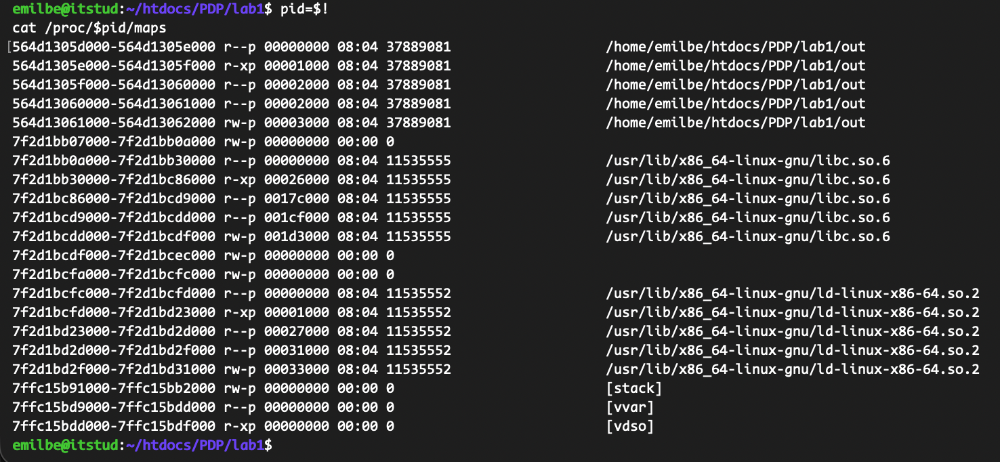 emilbe@itstud:~/htdocs/PDP/lab1$ pid=$!
cat /proc/$pid/maps
[564d1305d000-564d1305e000 r--p 00000000 08:04 37889081 /home/emilbe/htdocs/PDP/lab1/out
564d1305e000-564d1305f000 r-xp 00001000 08:04 37889081 /home/emilbe/htdocs/PDP/lab1/out
564d1305f000-564d13060000 r--p 00002000 08:04 37889081 /home/emilbe/htdocs/PDP/lab1/out
564d13060000-564d13061000 r--p 00002000 08:04 37889081 /home/emilbe/htdocs/PDP/lab1/out
564d13061000-564d13062000 rw-p 00003000 08:04 37889081 /home/emilbe/htdocs/PDP/lab1/out
7f2d1bb07000-7f2d1bb0a000 rw-p 00000000 00:00 0
7f2d1bb0a000-7f2d1bb30000 r--p 00000000 08:04 11535555 /usr/lib/x86_64-linux-gnu/libc.so.6
7f2d1bb30000-7f2d1bc86000 r-xp 00026000 08:04 11535555 /usr/lib/x86_64-linux-gnu/libc.so.6
7f2d1bc86000-7f2d1bcd9000 r--p 0017c000 08:04 11535555 /usr/lib/x86_64-linux-gnu/libc.so.6
7f2d1bcd9000-7f2d1bcdd000 r--p 001cf000 08:04 11535555 /usr/lib/x86_64-linux-gnu/libc.so.6
7f2d1bcdd000-7f2d1bcdf000 rw-p 001d3000 08:04 11535555 /usr/lib/x86_64-linux-gnu/libc.so.6
7f2d1bcdf000-7f2d1bcec000 rw-p 00000000 00:00 0
7f2d1bcfa000-7f2d1bcfc000 rw-p 00000000 00:00 0
7f2d1bcfc000-7f2d1bcfd000 r--p 00000000 08:04 11535552 /usr/lib/x86_64-linux-gnu/ld-linux-x86-64.so.2
7f2d1bcfd000-7f2d1bd23000 r-xp 00001000 08:04 11535552 /usr/lib/x86_64-linux-gnu/ld-linux-x86-64.so.2
7f2d1bd23000-7f2d1bd2d000 r--p 00027000 08:04 11535552 /usr/lib/x86_64-linux-gnu/ld-linux-x86-64.so.2
7f2d1bd2d000-7f2d1bd2f000 r--p 00031000 08:04 11535552 /usr/lib/x86_64-linux-gnu/ld-linux-x86-64.so.2
7f2d1bd2f000-7f2d1bd31000 rw-p 00033000 08:04 11535552 /usr/lib/x86_64-linux-gnu/ld-linux-x86-64.so.2
7ffc15b91000-7ffc15bb2000 rw-p 00000000 00:00 0 [stack]
7ffc15bd9000-7ffc15bdd000 r--p 00000000 00:00 0 [vvar]
7ffc15bdd000-7ffc15bdf000 r-xp 00000000 00:00 0 [vdso]
emilbe@itstud:~/htdocs/PDP/lab1$